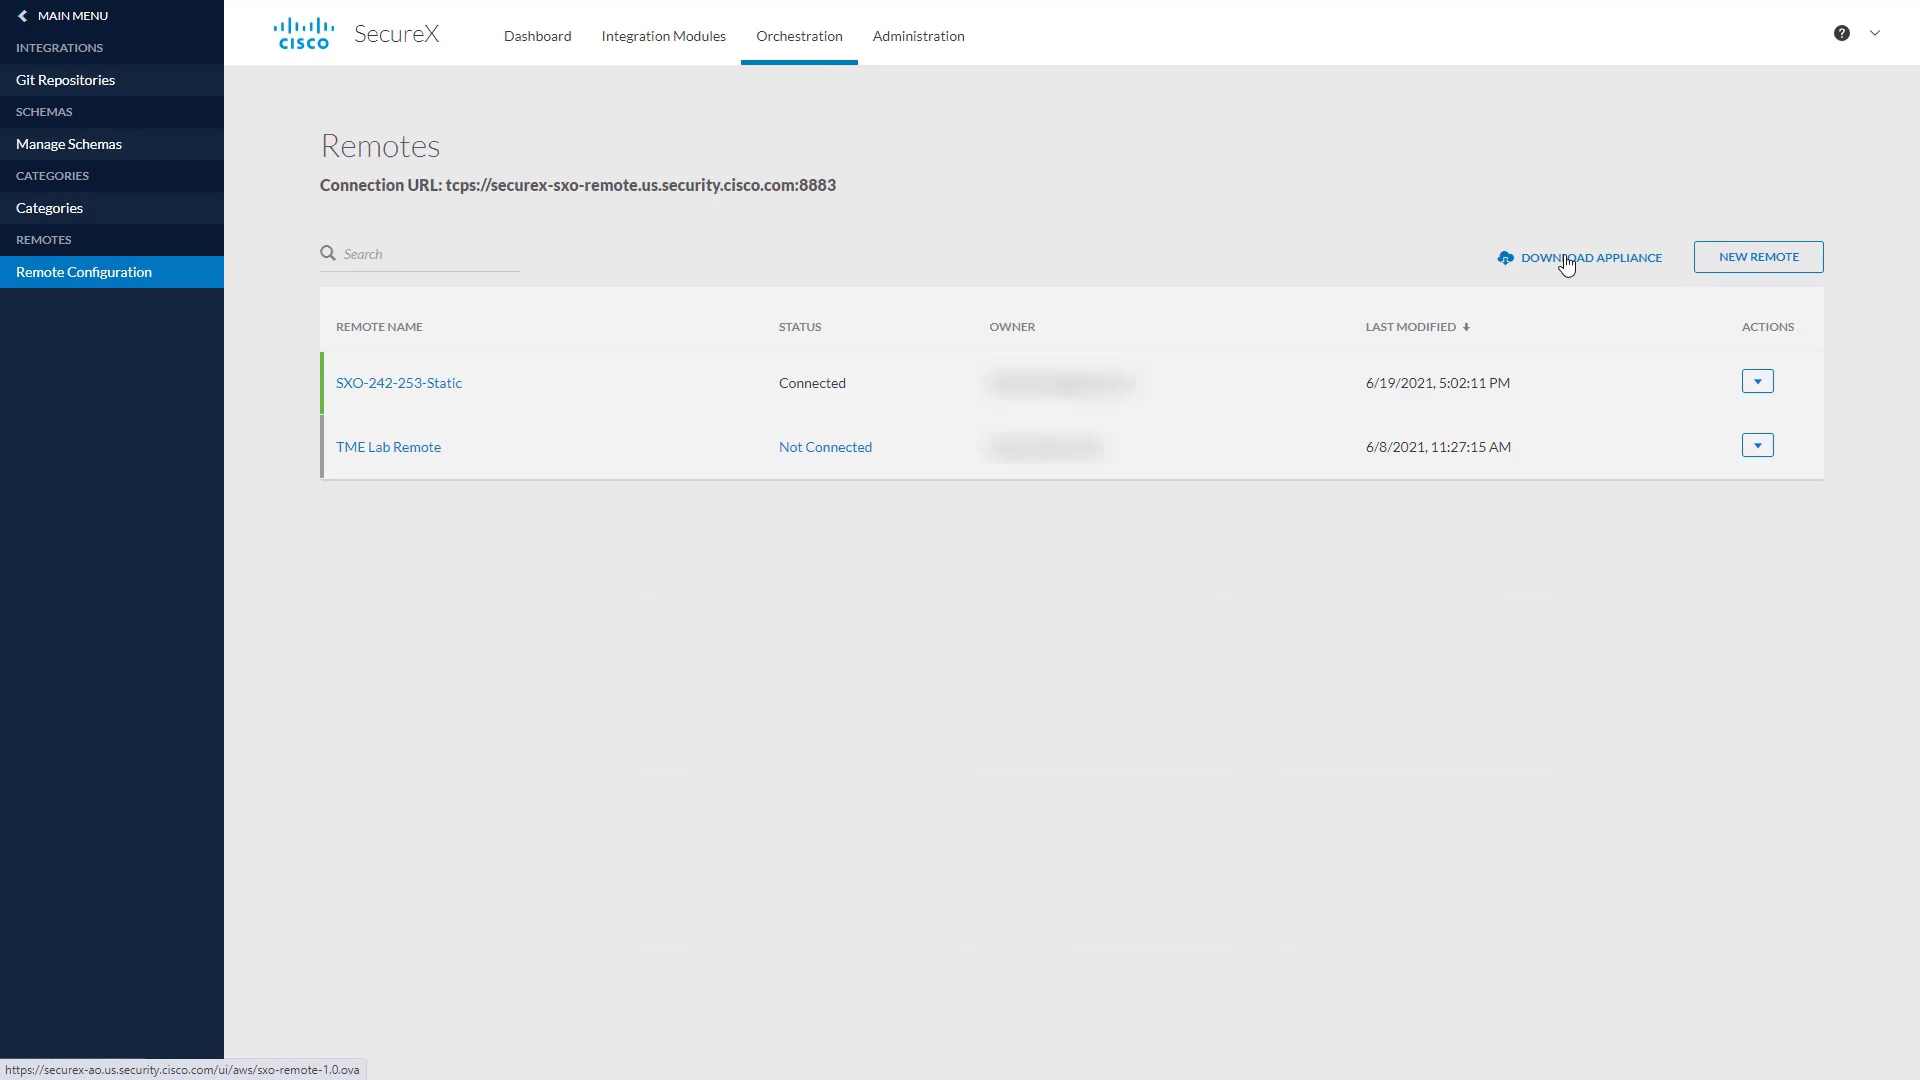 MAIN MENU
INTEGRATIONS
Git Repositories
SCHEMAS
Manage Schemas
CATEGORIES
Categories
REMOTES
Remote Configuration
CISCO
SecureX
Dashboard
Integration Modules
Orchestration
Administration
?
Remotes
Connection URL: tcps://securex-sxo-remote.us.security.cisco.com:8883
Search
DOWNLOAD APPLIANCE
NEW REMOTE
REMOTE NAME STATUS OWNER LAST MODIFIED ACTIONS
SXO-242-253-Static Connected 6/19/2021, 5:02:11 PM
TME Lab Remote Not Connected 6/8/2021, 11:27:15 AM
https://securex-ao.us.security.cisco.com/ui/aws/sxo-remote-1.0.ova